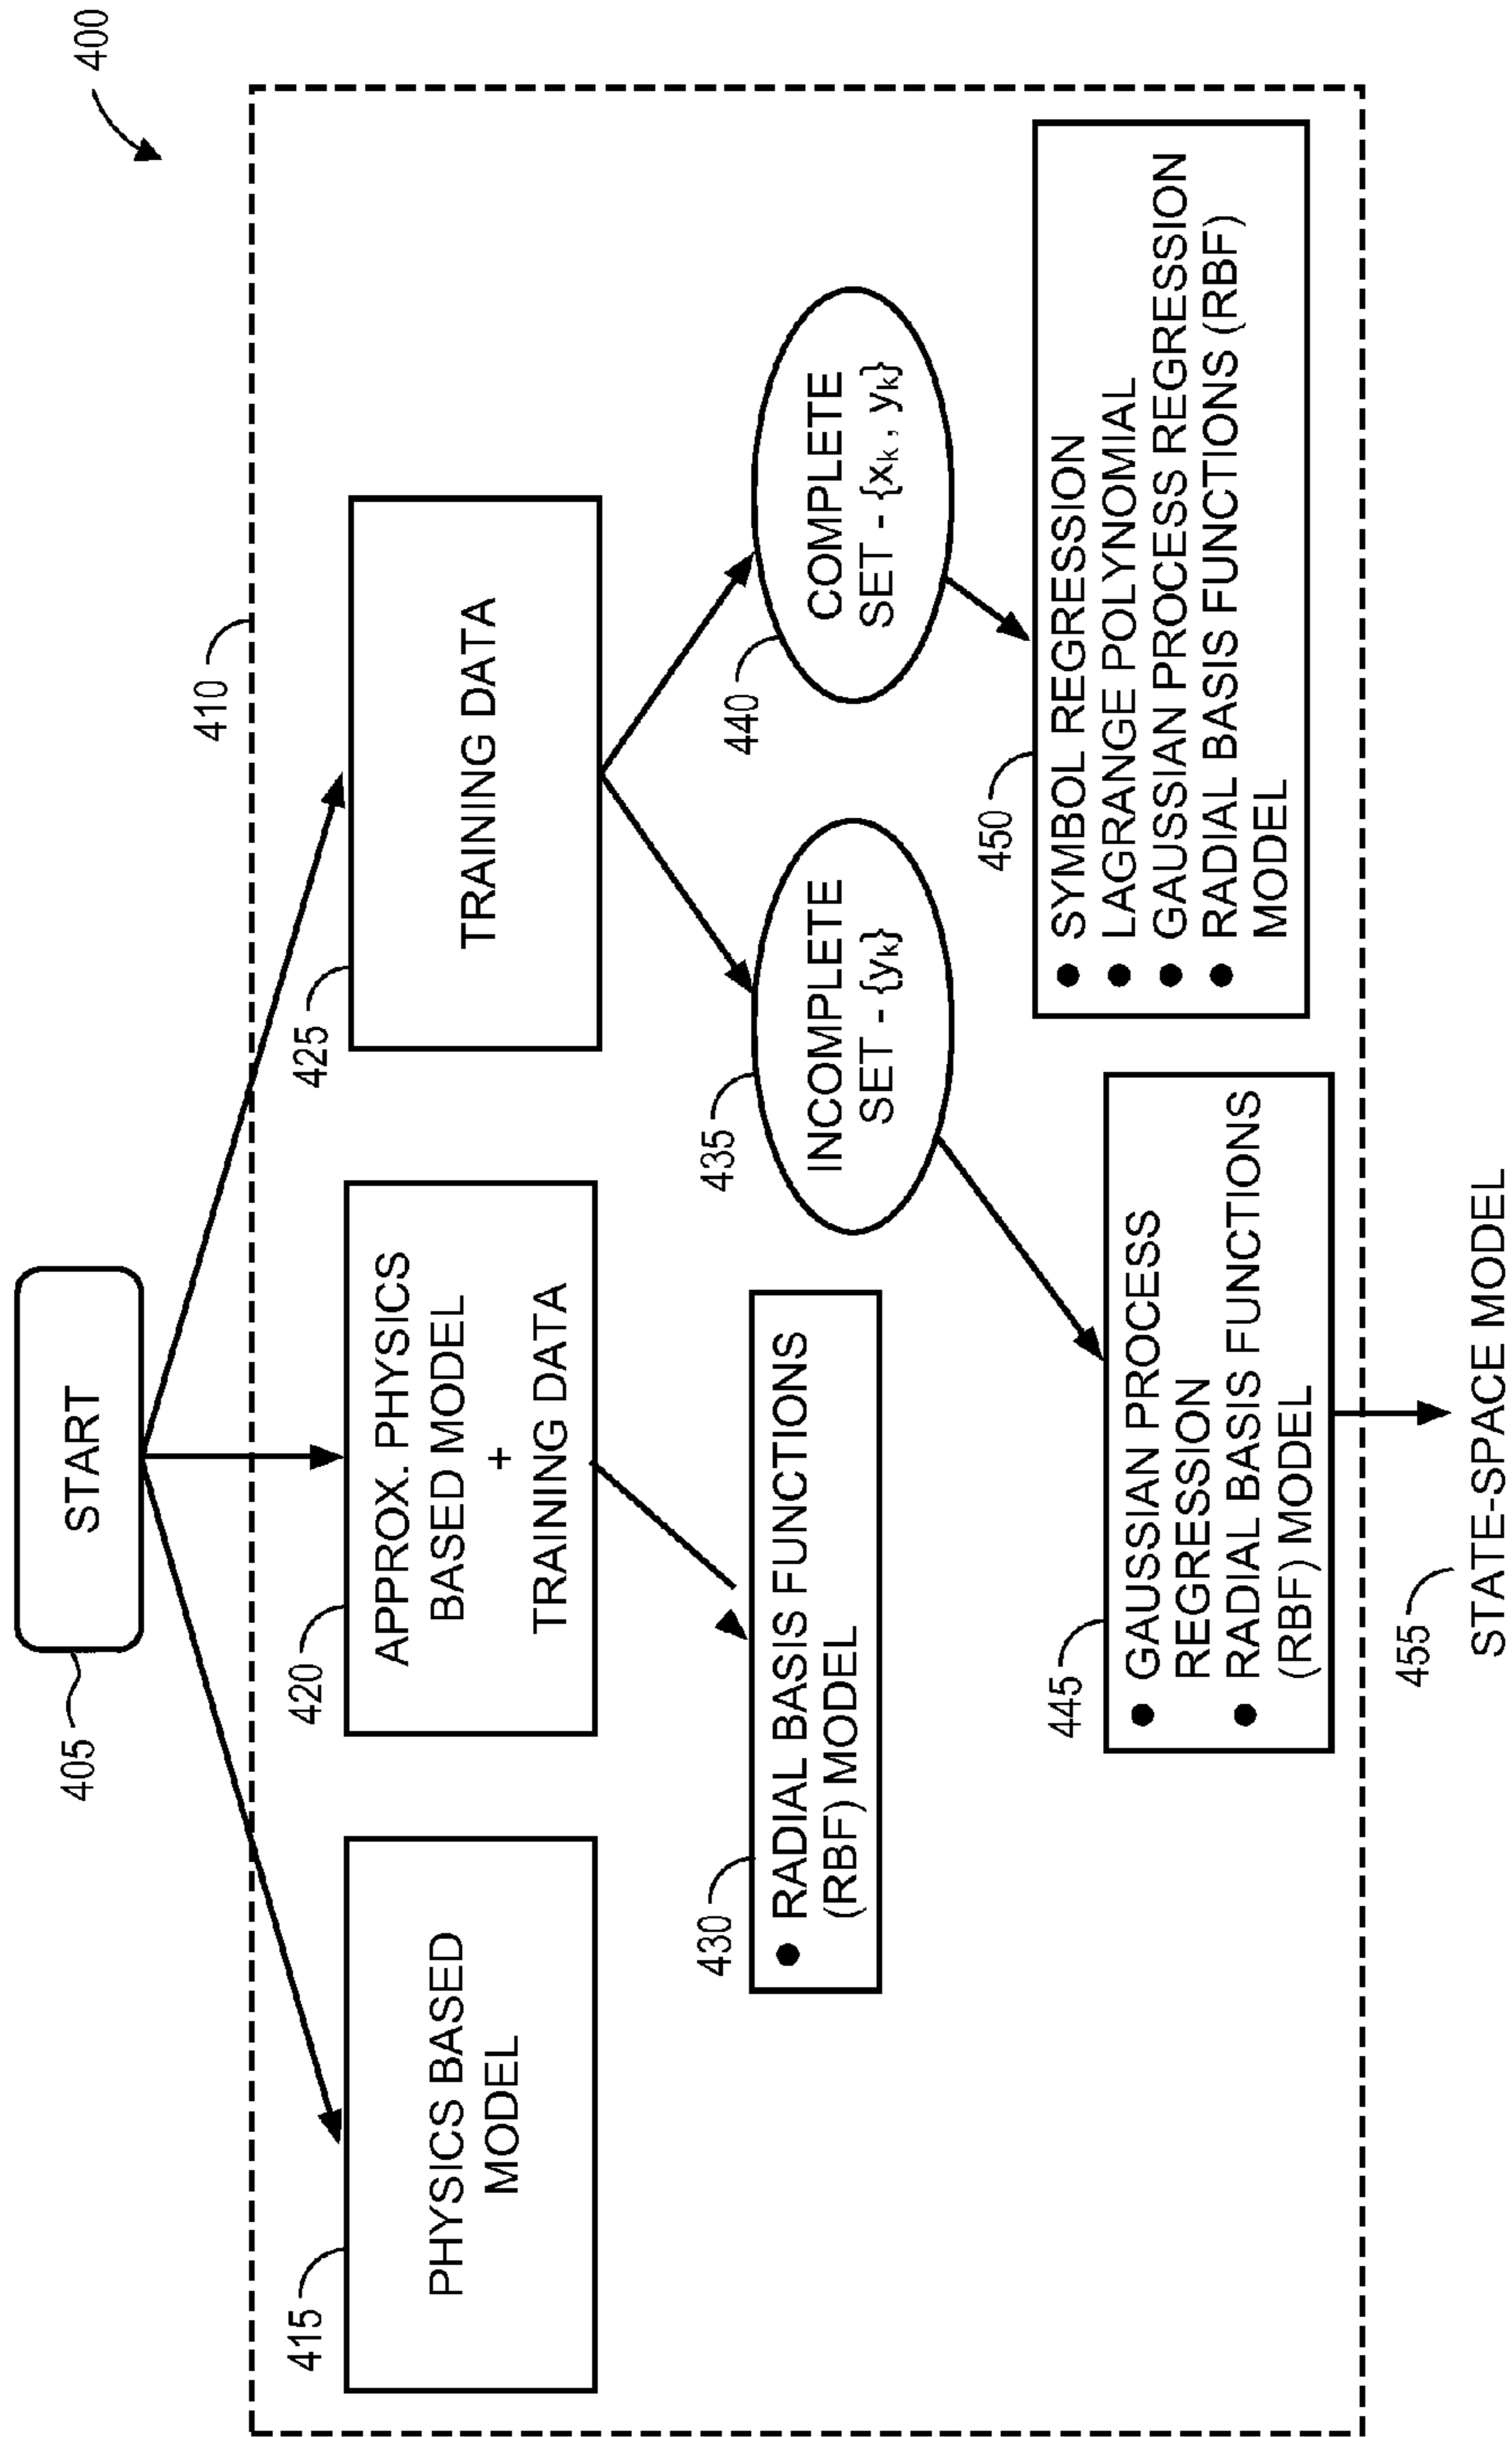 400
START
405
410
415
PHYSICS BASED
MODEL
420
APPROX. PHYSICS
BASED MODEL
+
TRAINING DATA
425
TRAINING DATA
430
● RADIAL BASIS FUNCTIONS
(RBF) MODEL
435
INCOMPLETE
SET - {yk}
440
COMPLETE
SET - {xk , yk}
445
● GAUSSIAN PROCESS
REGRESSION
● RADIAL BASIS FUNCTIONS
(RBF) MODEL
450
● SYMBOL REGRESSION
● LAGRANGE POLYNOMIAL
● GAUSSIAN PROCESS REGRESSION
● RADIAL BASIS FUNCTIONS (RBF)
MODEL
455
STATE-SPACE MODEL